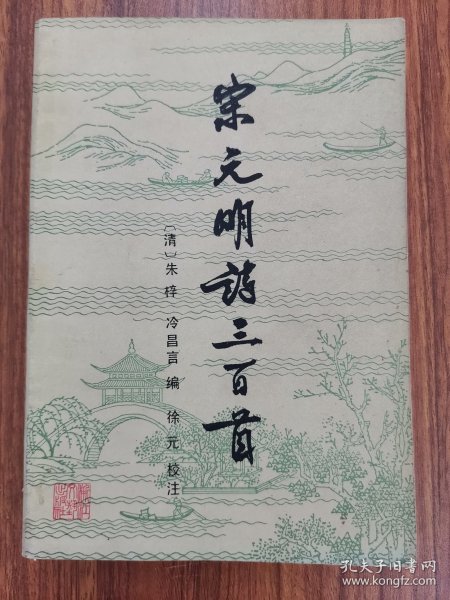 宋元明诗三百首
〔清〕朱梓 冷昌言 编 徐元 校注
孔夫子旧书网
www.kongfz.com